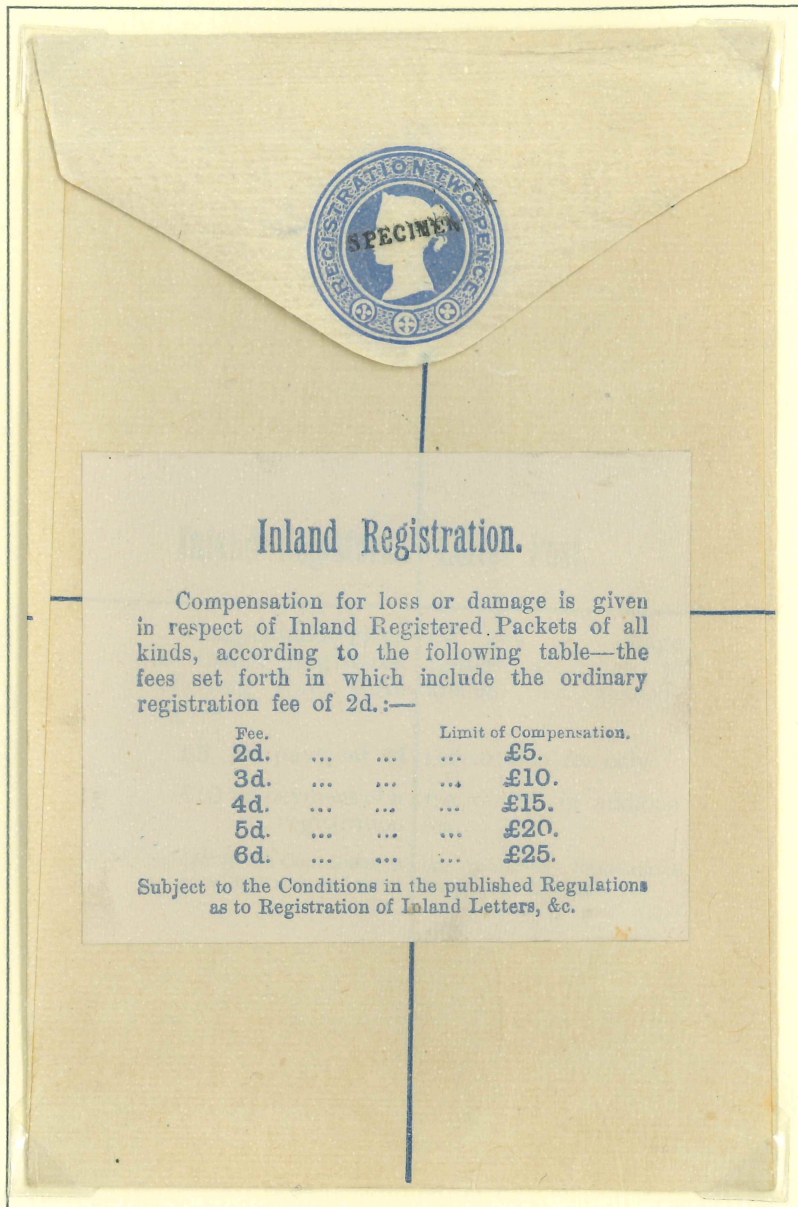 REGISTRATION TWO PENCE
SPECIMEN
Inland Registration.
Compensation for loss or damage is given
in respect of Inland Registered Packets of all
kinds, according to the following table—the
fees set forth in which include the ordinary
registration fee of 2d.:—
Fee. Limit of Compensation.
2d. ... ... ... £5.
3d. ... ... ... £10.
4d. ... ... ... £15.
5d. ... ... ... £20.
6d. ... ... ... £25.
Subject to the Conditions in the published Regulations
as to Registration of Inland Letters, &c.